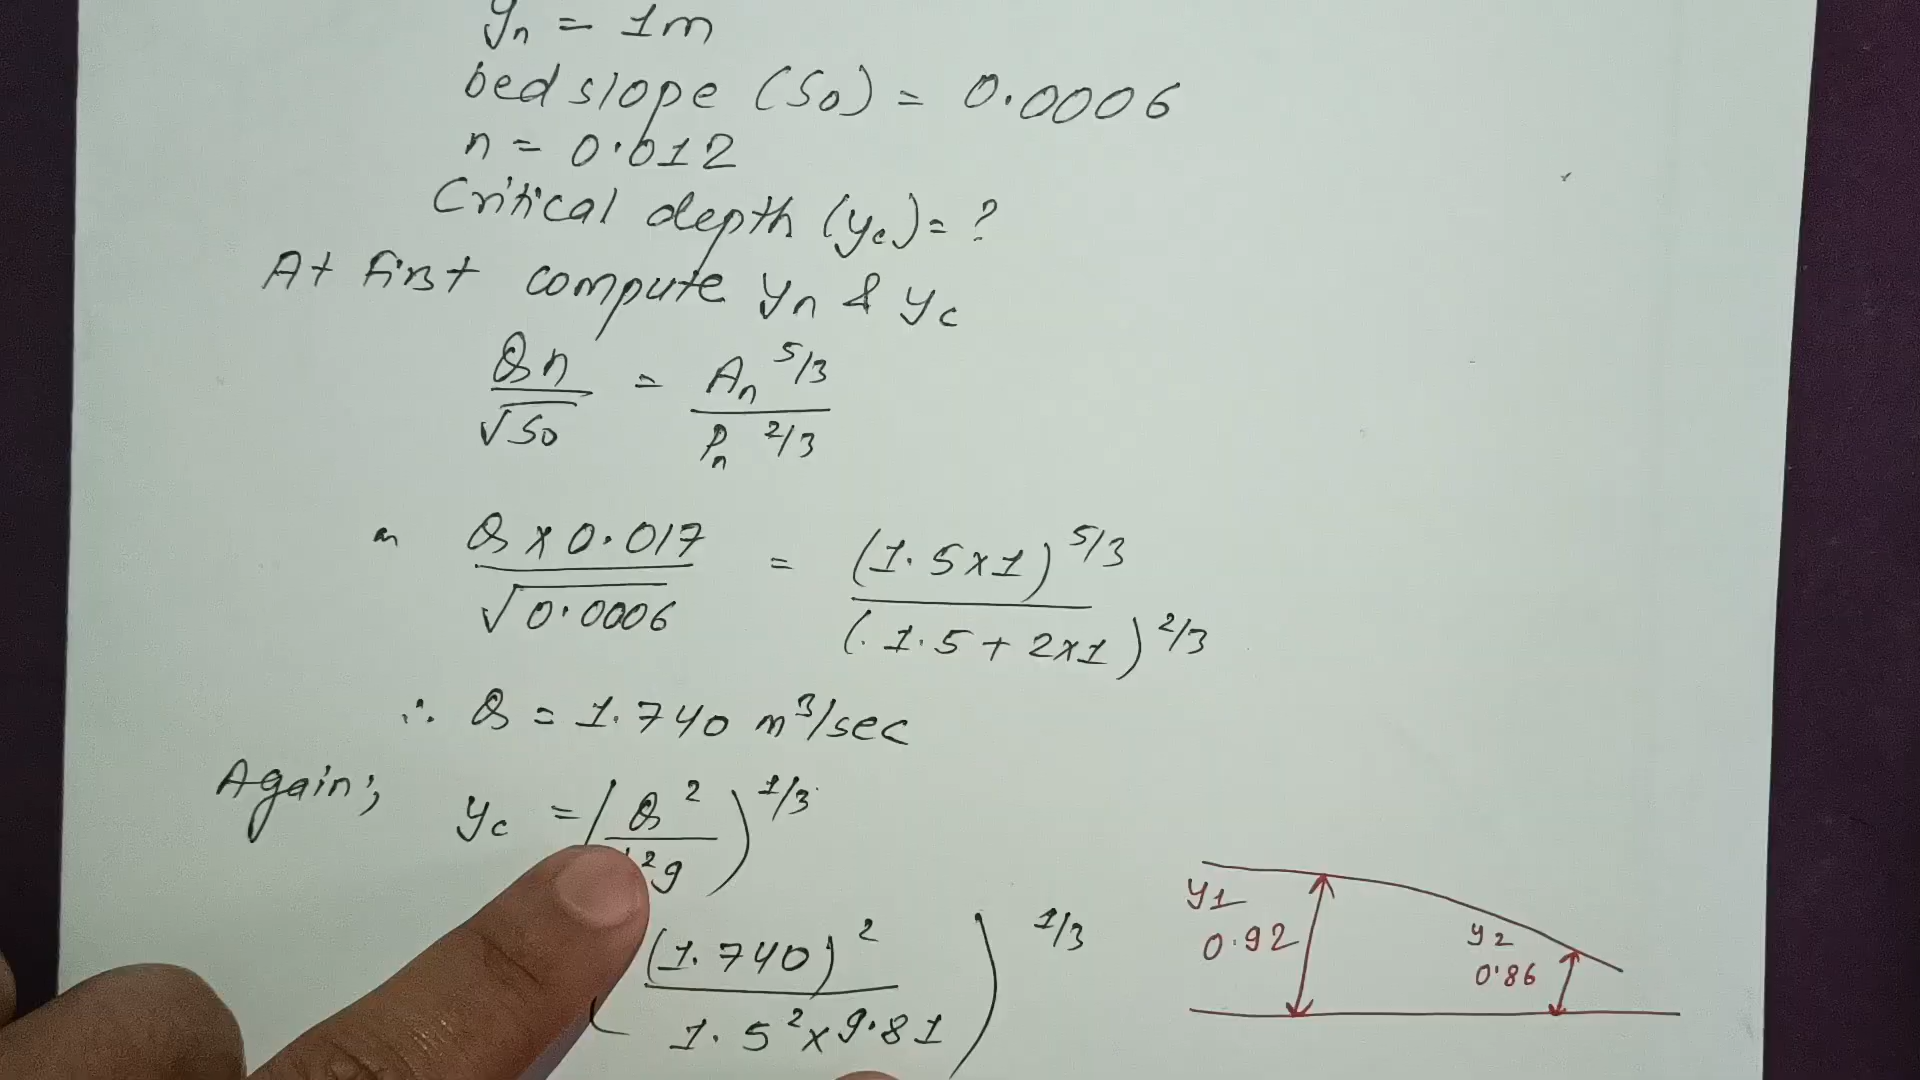 yn = 1m
bed slope (So) = 0.0006
n = 0.012
Critical depth (yc) = ?
At first compute yn & yc
Qn / √So = An^5/3 / Pn^2/3
or Q x 0.017 / √0.0006 = (1.5x1)^5/3 / (1.5 + 2x1)^2/3
∴ Q = 1.740 m³/sec
Again; yc = (Q² / ²g)^1/3
((1.740)² / 1.5² x 9.81)^1/3
y1
0.92
y2
0.86